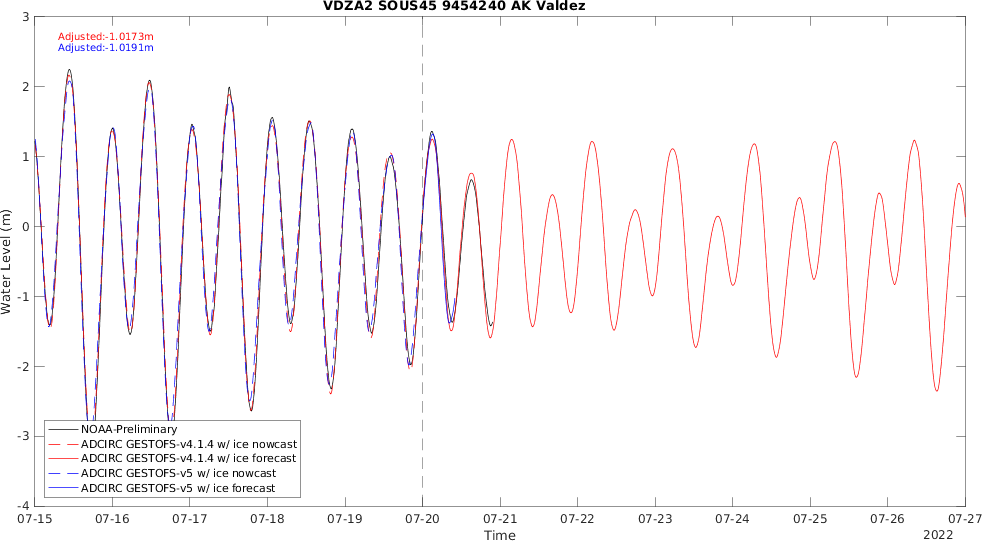 VDZA2 SOUS45 9454240 AK Valdez
Adjusted:-1.0173m
Adjusted:-1.0191m
3
2
1
0
-1
-2
-3
-4
Water Level (m)
NOAA-Preliminary
ADCIRC GESTOFS-v4.1.4 w/ ice nowcast
ADCIRC GESTOFS-v4.1.4 w/ ice forecast
ADCIRC GESTOFS-v5 w/ ice nowcast
ADCIRC GESTOFS-v5 w/ ice forecast
07-15 07-16 07-17 07-18 07-19 07-20 07-21 07-22 07-23 07-24 07-25 07-26 07-27
Time
2022